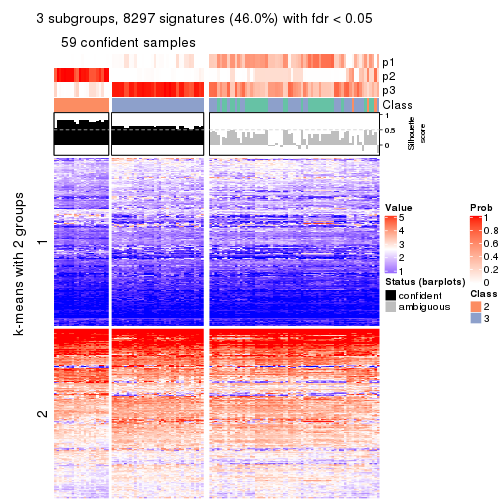 3 subgroups, 8297 signatures (46.0%) with fdr < 0.05
59 confident samples
p1
p2
p3
Class
1
0.5
0
Silhouette
score
k-means with 2 groups
1
2
Value
5
4
3
2
1
Status (barplots)
confident
ambiguous
Prob
1
0.8
0.6
0.4
0.2
0
Class
2
3